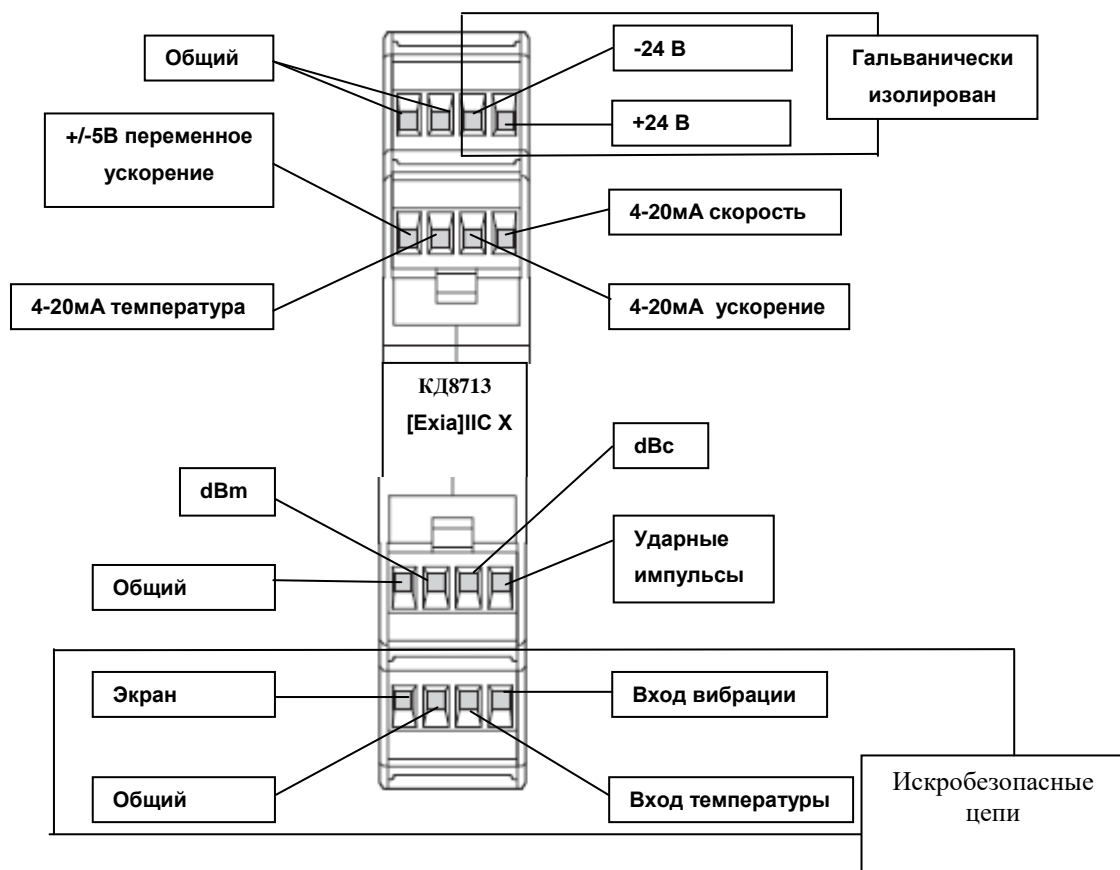 Общий
-24 В
Гальванически
изолирован
+24 В
+/-5В переменное
ускорение
4-20мА скорость
4-20мА температура
4-20мА ускорение
КД8713
[Exia]IIC X
dBc
dBm
Ударные
импульсы
Общий
Экран
Вход вибрации
Общий
Вход температуры
Искробезопасные
цепи